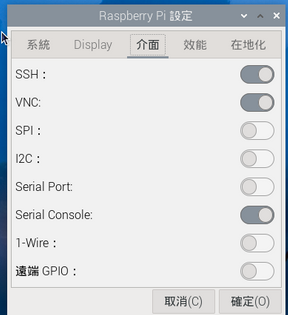 Raspberry Pi 設定
系統 Display 介面 效能 在地化
SSH：
VNC:
SPI：
I2C：
Serial Port:
Serial Console:
1-Wire：
遠端 GPIO：
取消(C) 確定(O)